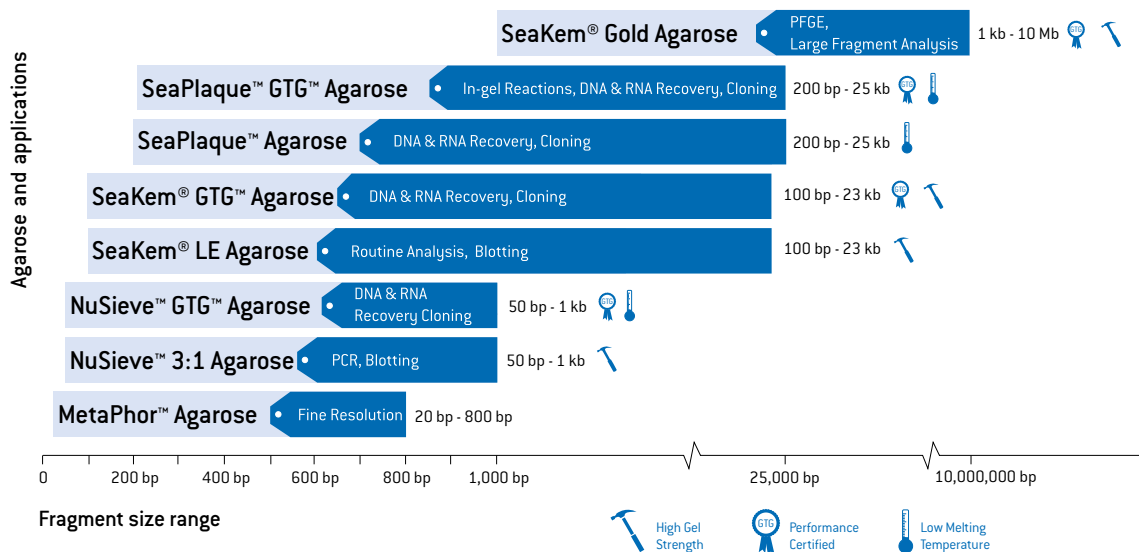 Agarose and applications
SeaKem® Gold Agarose
PFGE,
Large Fragment Analysis
1 kb - 10 Mb
GTG
SeaPlaque™ GTG™ Agarose
In-gel Reactions, DNA & RNA Recovery, Cloning
200 bp - 25 kb
GTG
SeaPlaque™ Agarose
DNA & RNA Recovery, Cloning
200 bp - 25 kb
SeaKem® GTG™ Agarose
DNA & RNA Recovery, Cloning
100 bp - 23 kb
GTG
SeaKem® LE Agarose
Routine Analysis, Blotting
100 bp - 23 kb
NuSieve™ GTG™ Agarose
DNA & RNA
Recovery Cloning
50 bp - 1 kb
GTG
NuSieve™ 3:1 Agarose
PCR, Blotting
50 bp - 1 kb
MetaPhor™ Agarose
Fine Resolution
20 bp - 800 bp
0 200 bp 400 bp 600 bp 800 bp 1,000 bp 25,000 bp 10,000,000 bp
Fragment size range
High Gel
Strength
GTG
Performance
Certified
Low Melting
Temperature